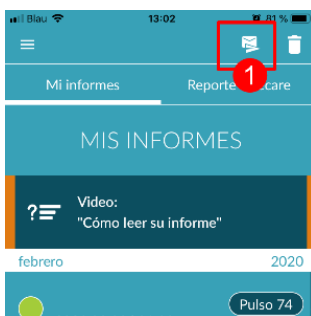 Blau 13:02 81 %
Mi informes Reporte care
1
MIS INFORMES
Video:
"Cómo leer su informe"
febrero 2020
Pulso 74